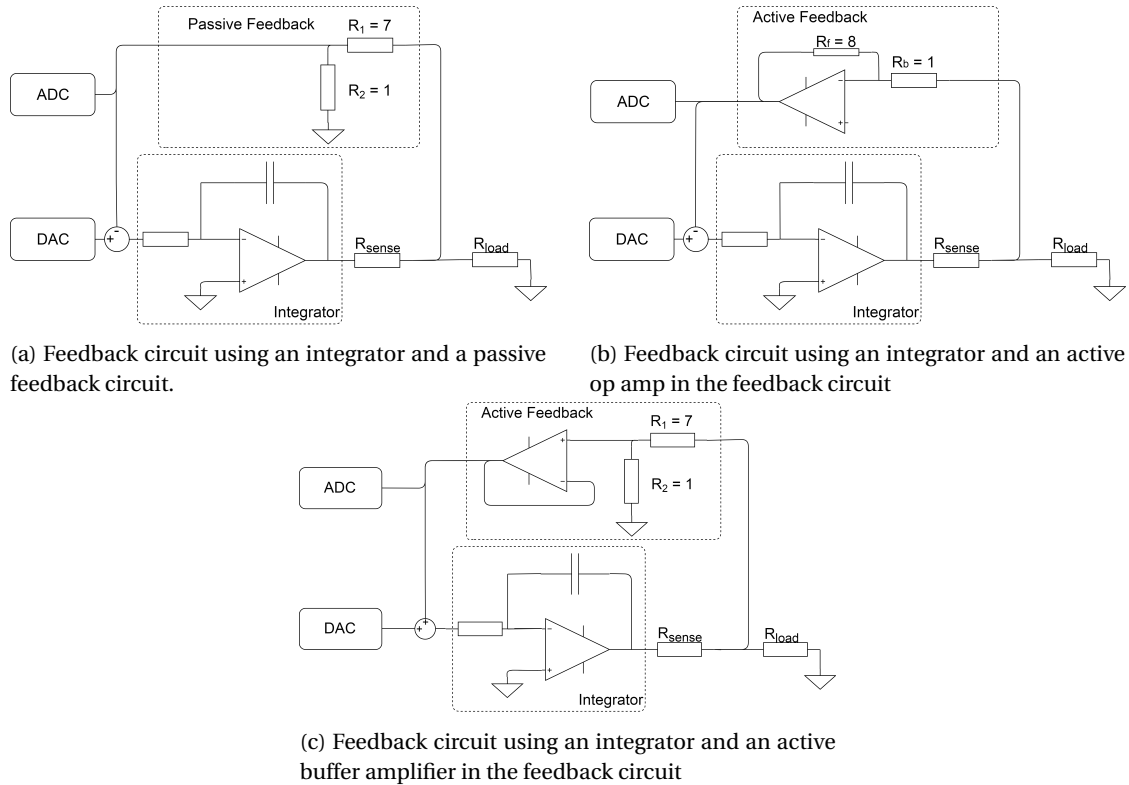 Passive Feedback
R1 = 7
R2 = 1
ADC
DAC
+
-
−
+
Rsense
Rload
Integrator
(a) Feedback circuit using an integrator and a passive
feedback circuit.
Active Feedback
Rf = 8
Rb = 1
−
+-
ADC
DAC
+
-
−
+
Rsense
Rload
Integrator
(b) Feedback circuit using an integrator and an active
op amp in the feedback circuit
Active Feedback
R1 = 7
+
−
R2 = 1
ADC
DAC
+
+
−
+
Rsense
Rload
Integrator
(c) Feedback circuit using an integrator and an active
buffer amplifier in the feedback circuit